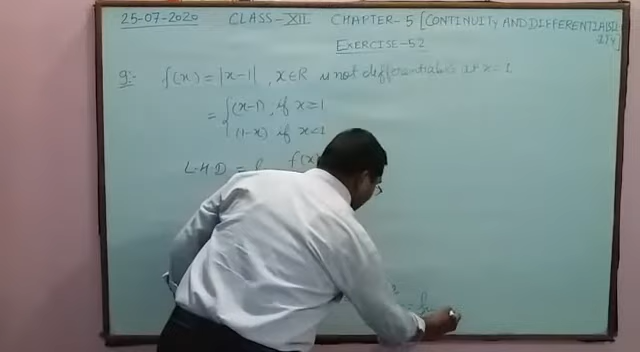 25-07-2020 CLASS-XII CHAPTER-5 [CONTINUITY AND DIFFERENTIABILITY]
EXERCISE-5.2
9:- f(x) = |x-1|, x∈R is not differentiable at x=1
= { (x-1), if x≥1
(1-x) if x<1
L.H.D = f(x)